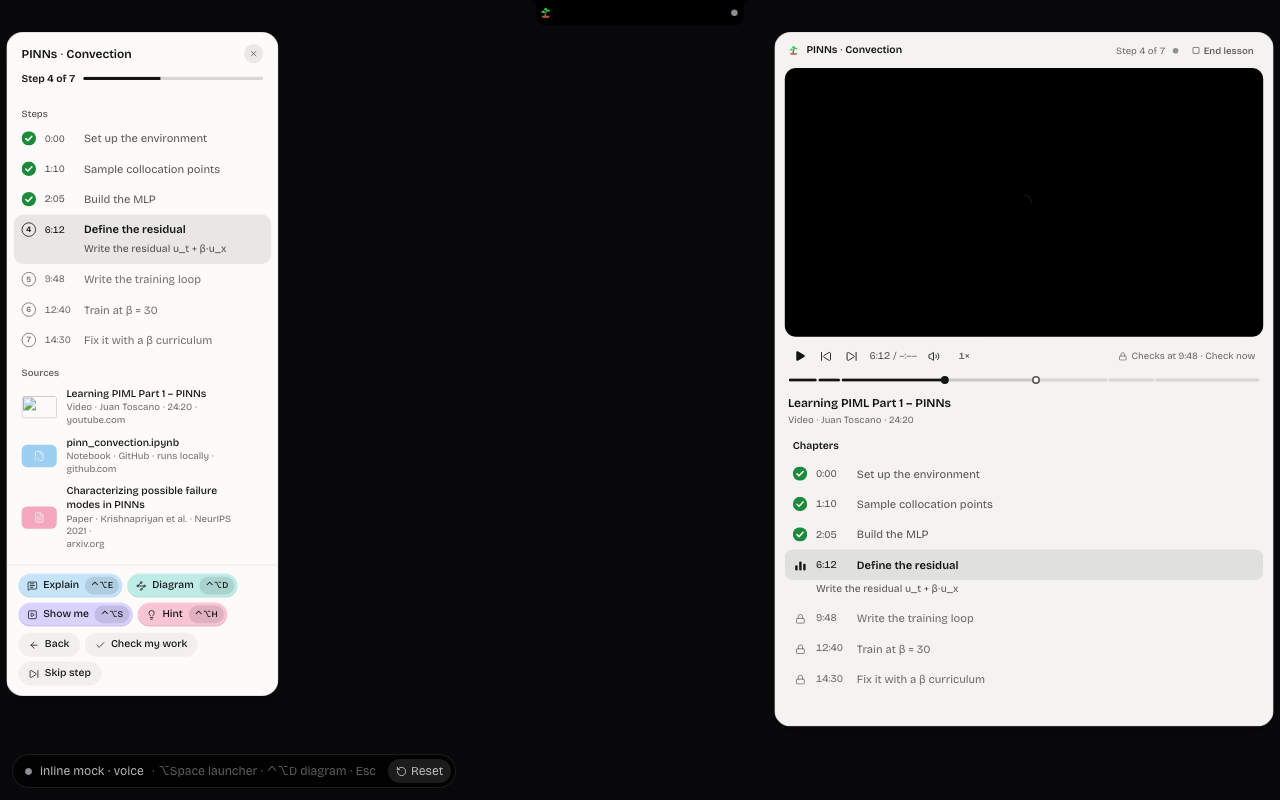 PINNs · Convection
Step 4 of 7
Steps
0:00 Set up the environment
1:10 Sample collocation points
2:05 Build the MLP
4 6:12 Define the residual
Write the residual u_t + β·u_x
5 9:48 Write the training loop
6 12:40 Train at β = 30
7 14:30 Fix it with a β curriculum
Sources
Learning PIML Part 1 – PINNs
Video · Juan Toscano · 24:20 ·
youtube.com
pinn_convection.ipynb
Notebook · GitHub · runs locally ·
github.com
Characterizing possible failure
modes in PINNs
Paper · Krishnapriyan et al. · NeurIPS
2021 ·
arxiv.org
Explain ^⌥E Diagram ^⌥D
Show me ^⌥S Hint ^⌥H
Back Check my work
Skip step
PINNs · Convection Step 4 of 7 End lesson
6:12 / –:–– 1× Checks at 9:48 · Check now
Learning PIML Part 1 – PINNs
Video · Juan Toscano · 24:20
Chapters
0:00 Set up the environment
1:10 Sample collocation points
2:05 Build the MLP
6:12 Define the residual
Write the residual u_t + β·u_x
9:48 Write the training loop
12:40 Train at β = 30
14:30 Fix it with a β curriculum
inline mock · voice · ⌥Space launcher · ^⌥D diagram · Esc Reset